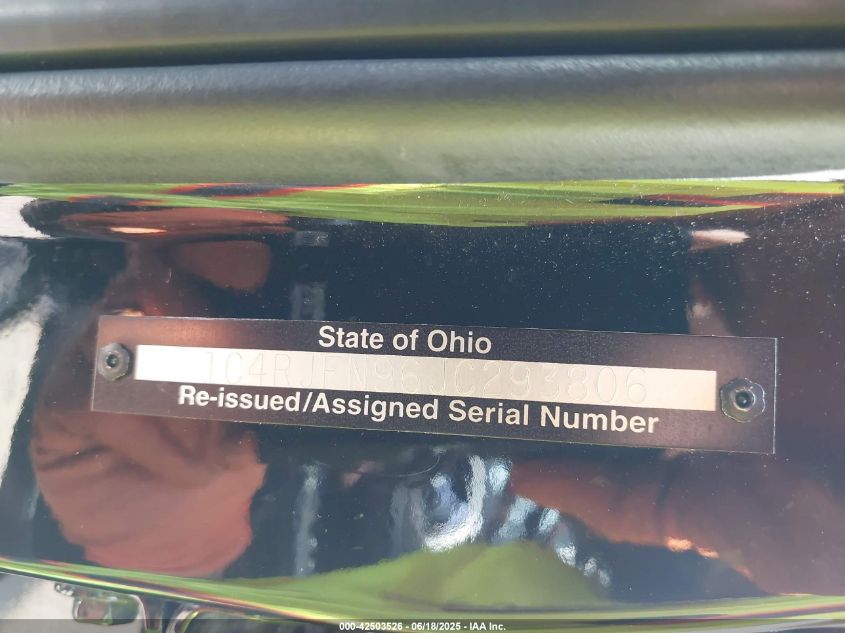 State of Ohio
1C4RJFN96JC293806
Re-issued/Assigned Serial Number
000-42503526 - 06/18/2025 - IAA Inc.